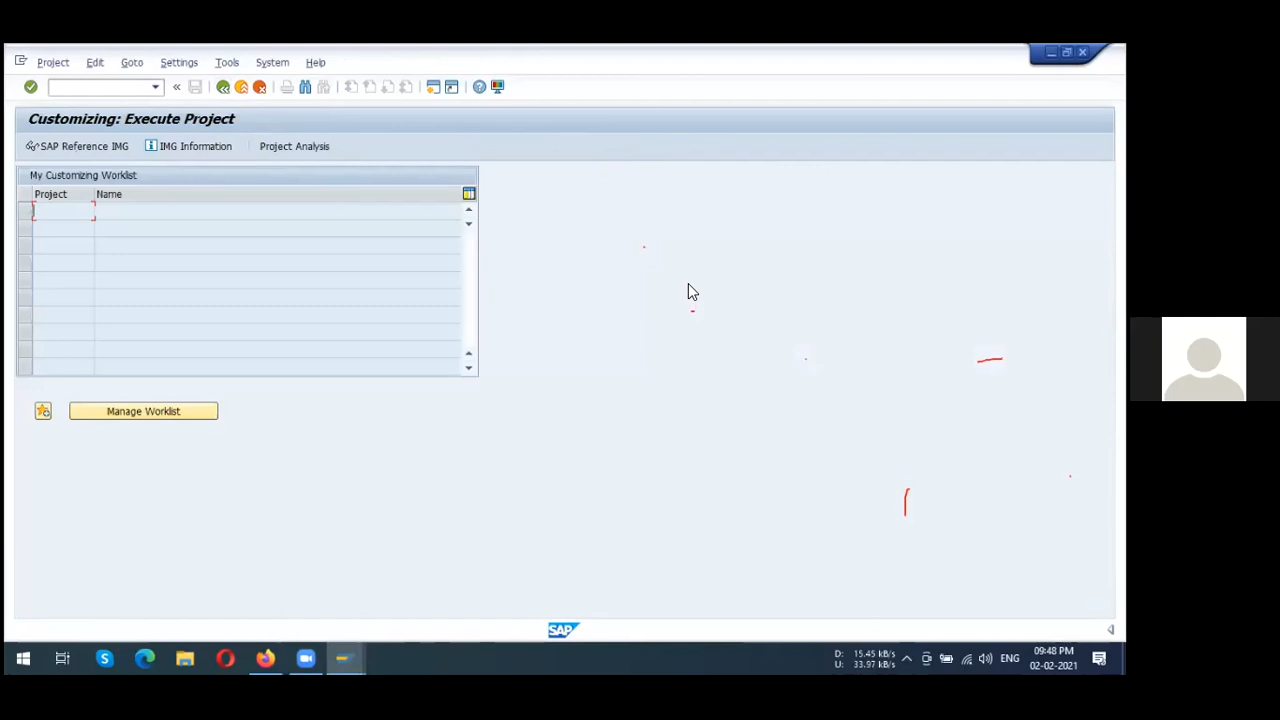 Project Edit Goto Settings Tools System Help
Customizing: Execute Project
SAP Reference IMG IMG Information Project Analysis
My Customizing Worklist
Project Name
Manage Worklist
SAP
D: 15.45 kB/s
U: 33.97 kB/s
ENG
09:48 PM
02-02-2021